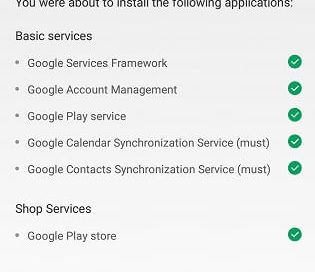 You were about to install the following applications:
Basic services
Google Services Framework
Google Account Management
Google Play service
Google Calendar Synchronization Service (must)
Google Contacts Synchronization Service (must)
Shop Services
Google Play store